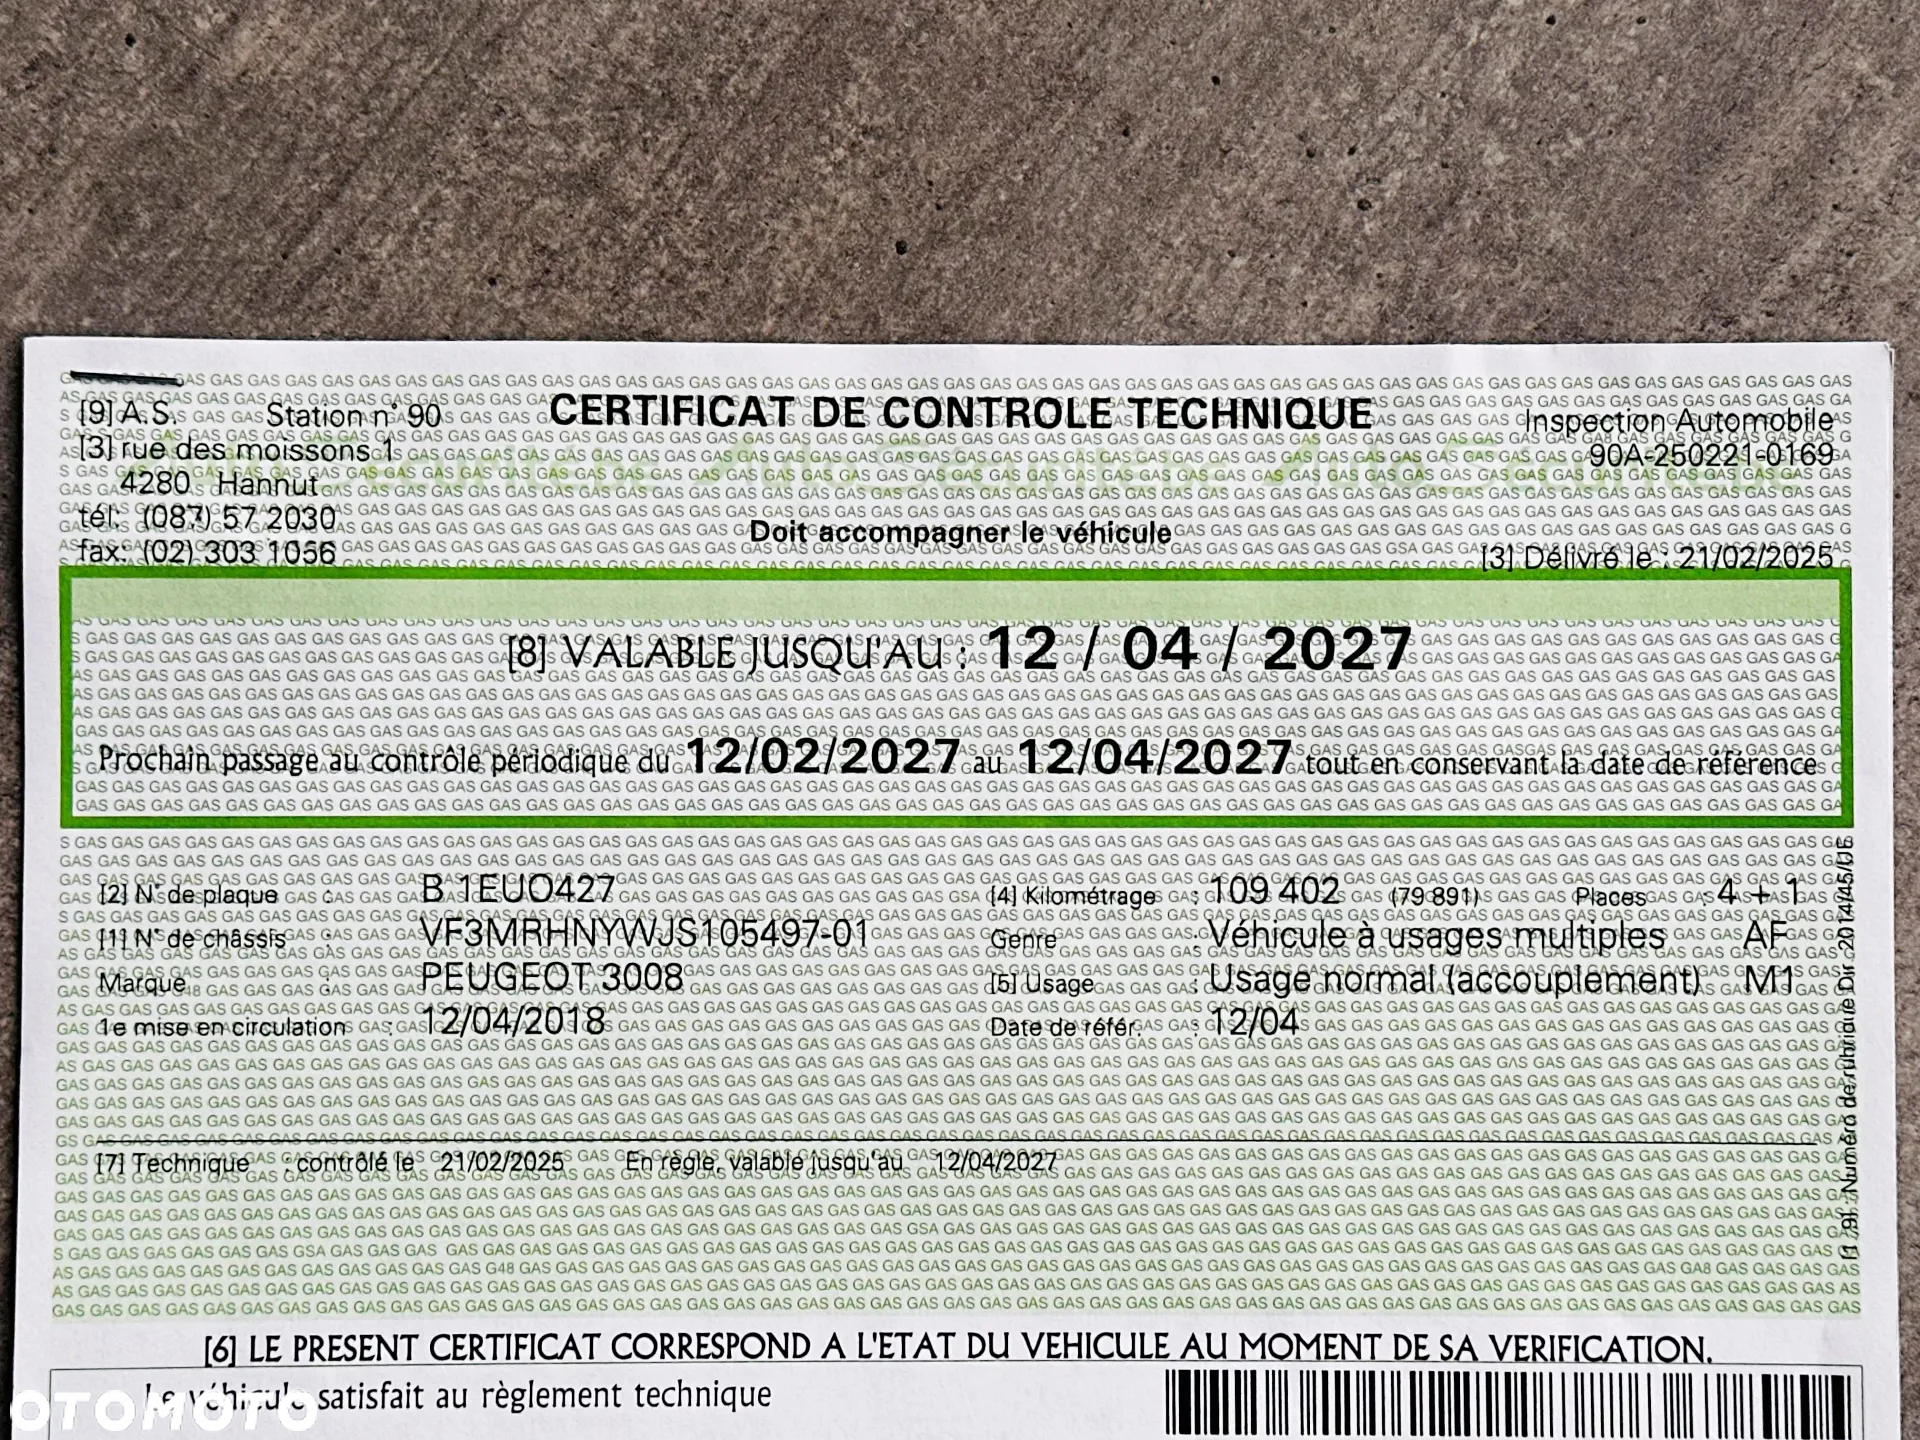 [9] A.S. Station n° 90
CERTIFICAT DE CONTROLE TECHNIQUE
Inspection Automobile
[3] rue des moissons 1
90A-250221-0169
4280 Hannut
tél: (087) 57 2030
Doit accompagner le véhicule
fax: (02) 303 1056
[3] Délivré le : 21/02/2025
[8] VALABLE JUSQU'AU : 12 / 04 / 2027
Prochain passage au contrôle périodique du 12/02/2027 au 12/04/2027 tout en conservant la date de référence
[2] N° de plaque : B 1EUO427
[4] Kilométrage : 109 402 (79 891) Places : 4 + 1
[1] N° de châssis : VF3MRHNYWJS105497-01
Genre : Véhicule à usages multiples AF
Marque : PEUGEOT 3008
[5] Usage : Usage normal (accouplement) M1
1e mise en circulation : 12/04/2018
Date de référ. : 12/04
[7] Technique : contrôlé le 21/02/2025 En règle, valable jusqu'au 12/04/2027
[6] LE PRESENT CERTIFICAT CORRESPOND A L'ETAT DU VEHICULE AU MOMENT DE SA VERIFICATION.
Le véhicule satisfait au règlement technique
OTOMOTO